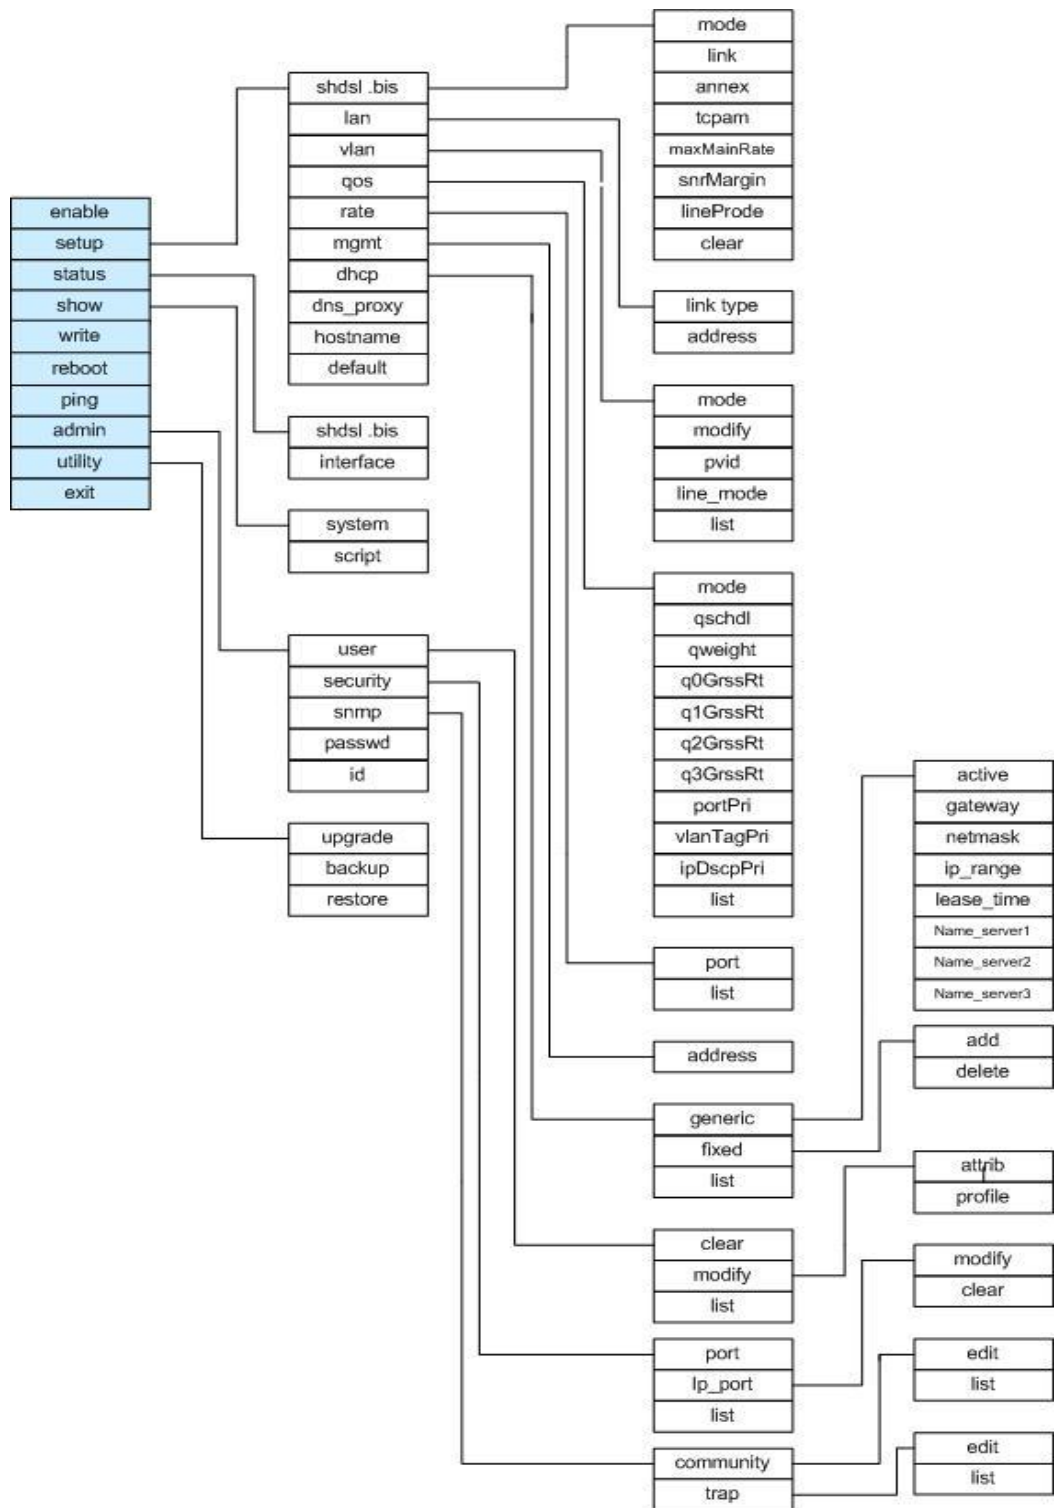 enable
setup
status
show
write
reboot
ping
admin
utility
exit
shdsl .bis
lan
vlan
qos
rate
mgmt
dhcp
dns_proxy
hostname
default
shdsl .bis
interface
system
script
user
security
snmp
passwd
id
upgrade
backup
restore
mode
link
annex
tcpam
maxMainRate
snrMargin
lineProde
clear
link type
address
mode
modify
pvid
line_mode
list
mode
qschdl
qweight
q0GrssRt
q1GrssRt
q2GrssRt
q3GrssRt
portPri
vlanTagPri
ipDscpPri
list
port
list
address
generic
fixed
list
clear
modify
list
port
Ip_port
list
community
trap
active
gateway
netmask
ip_range
lease_time
Name_server1
Name_server2
Name_server3
add
delete
attrib
profile
modify
clear
edit
list
edit
list